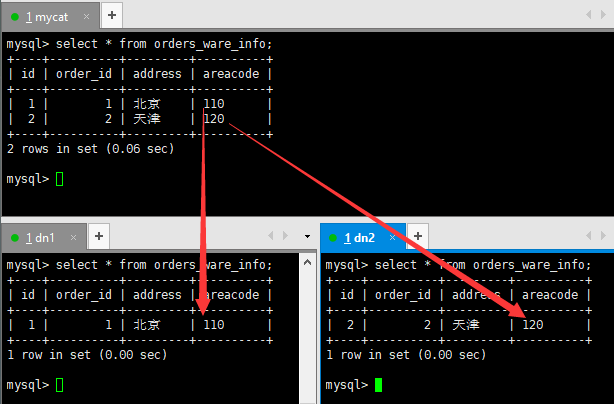 1 mycat × +
mysql> select * from orders_ware_info;
+----+----------+---------+----------+
| id | order_id | address | areacode |
+----+----------+---------+----------+
| 1 | 1 | 北京 | 110 |
| 2 | 2 | 天津 | 120 |
+----+----------+---------+----------+
2 rows in set (0.06 sec)
mysql>
1 dn1 × +
mysql> select * from orders_ware_info;
+----+----------+---------+----------+
| id | order_id | address | areacode |
+----+----------+---------+----------+
| 1 | 1 | 北京 | 110 |
+----+----------+---------+----------+
1 row in set (0.00 sec)
mysql>
1 dn2 × +
mysql> select * from orders_ware_info;
+----+----------+---------+----------+
| id | order_id | address | areacode |
+----+----------+---------+----------+
| 2 | 2 | 天津 | 120 |
+----+----------+---------+----------+
1 row in set (0.00 sec)
mysql>